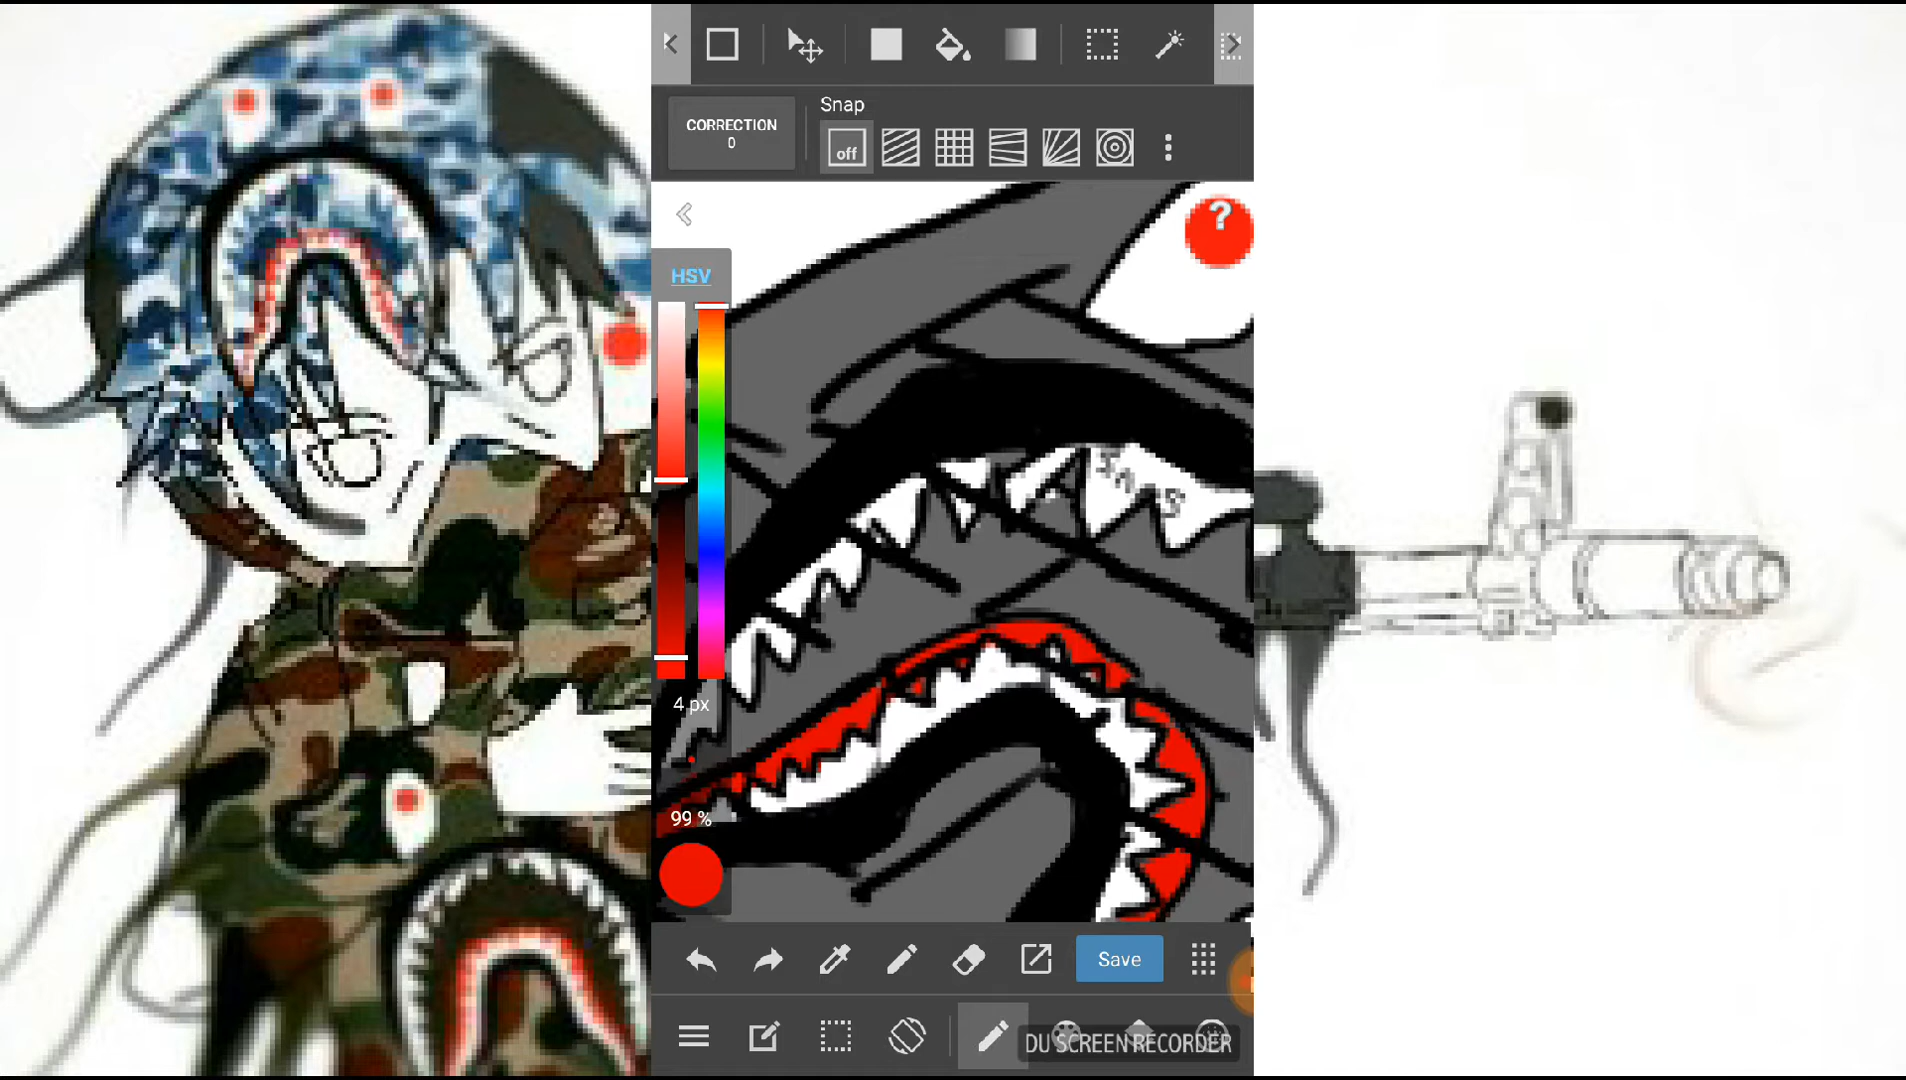 Snap
CORRECTION
0
off
?
HSV
4 px
99 %
Save
DU SCREEN RECORDER